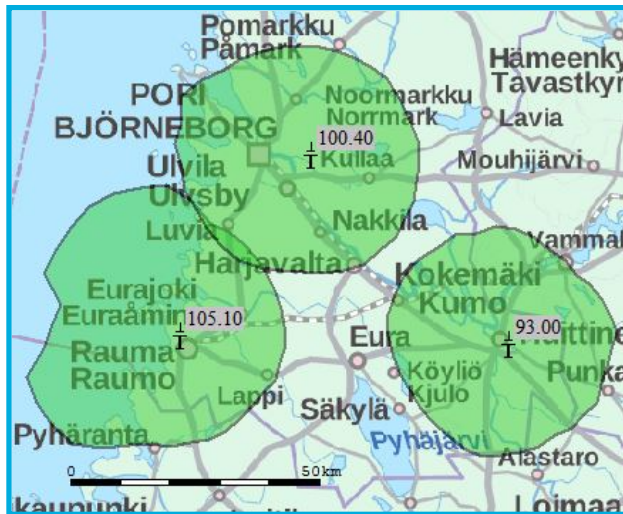 Pomarkku
Påmark
Hämeenky
Tavastkyr
PORI
BJÖRNEBORG
Noormarkku
Norrmark
Lavia
100.40
Kullaa
Mouhijärvi
Ulvila
Ulvsby
Nakkila
Luvia
Vammal
Harjavalta
Kokemäki
Kumo
Eurajoki
Euraåmin
105.10
93.00
Huittine
Rauma
Raumo
Eura
Köyliö
Kjulo
Punka
Lappi
Säkylä
Pyhäranta
Pyhäjärvi
Alastaro
0
50km
kaupunki
Loimaa